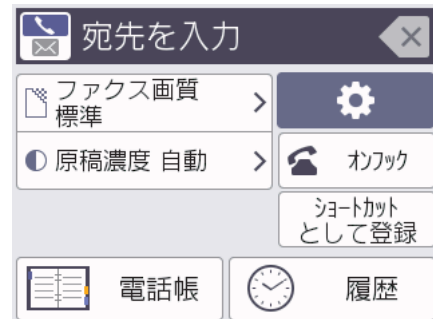 宛先を入力
ファクス画質
標準
原稿濃度 自動
オンフック
ショートカット
として登録
電話帳
履歴